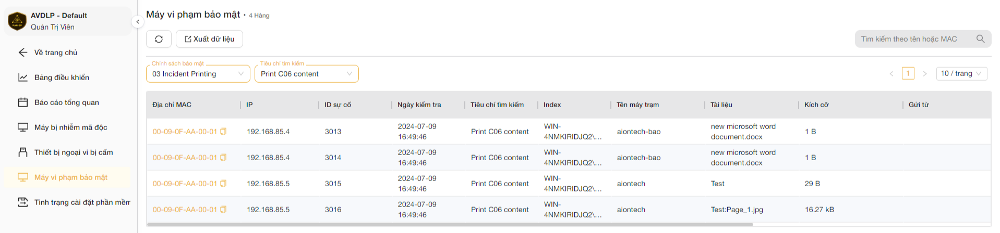 AVDLP - Default
Quản Trị Viên
Về trang chủ
Bảng điều khiển
Báo cáo tổng quan
Máy bị nhiễm mã độc
Thiết bị ngoại vi bị cấm
Máy vi phạm bảo mật
Tình trạng cài đặt phần mềm
Máy vi phạm bảo mật • 4 Hàng
Xuất dữ liệu
Tìm kiếm theo tên hoặc MAC
Chính sách bảo mật
03 Incident Printing
Tiêu chí tìm kiếm
Print C06 content
< 1 > 10 / trang
Địa chỉ MAC IP ID sự cố Ngày kiểm tra Tiêu chí tìm kiếm Index Tên máy trạm Tài liệu Kích cỡ Gửi từ
00-09-0F-AA-00-01 192.168.85.4 3013 2024-07-09 16:49:46 Print C06 content WIN-4NMKIRIDJQ2\... aiontech-bao new microsoft word document.docx 1 B
00-09-0F-AA-00-01 192.168.85.4 3014 2024-07-09 16:49:46 Print C06 content WIN-4NMKIRIDJQ2\... aiontech-bao new microsoft word document.docx 1 B
00-09-0F-AA-00-01 192.168.85.5 3015 2024-07-09 16:49:46 Print C06 content WIN-4NMKIRIDJQ2\... aiontech Test 29 B
00-09-0F-AA-00-01 192.168.85.5 3016 2024-07-09 16:49:46 Print C06 content WIN-4NMKIRIDJQ2\... aiontech Test:Page_1.jpg 16.27 kB